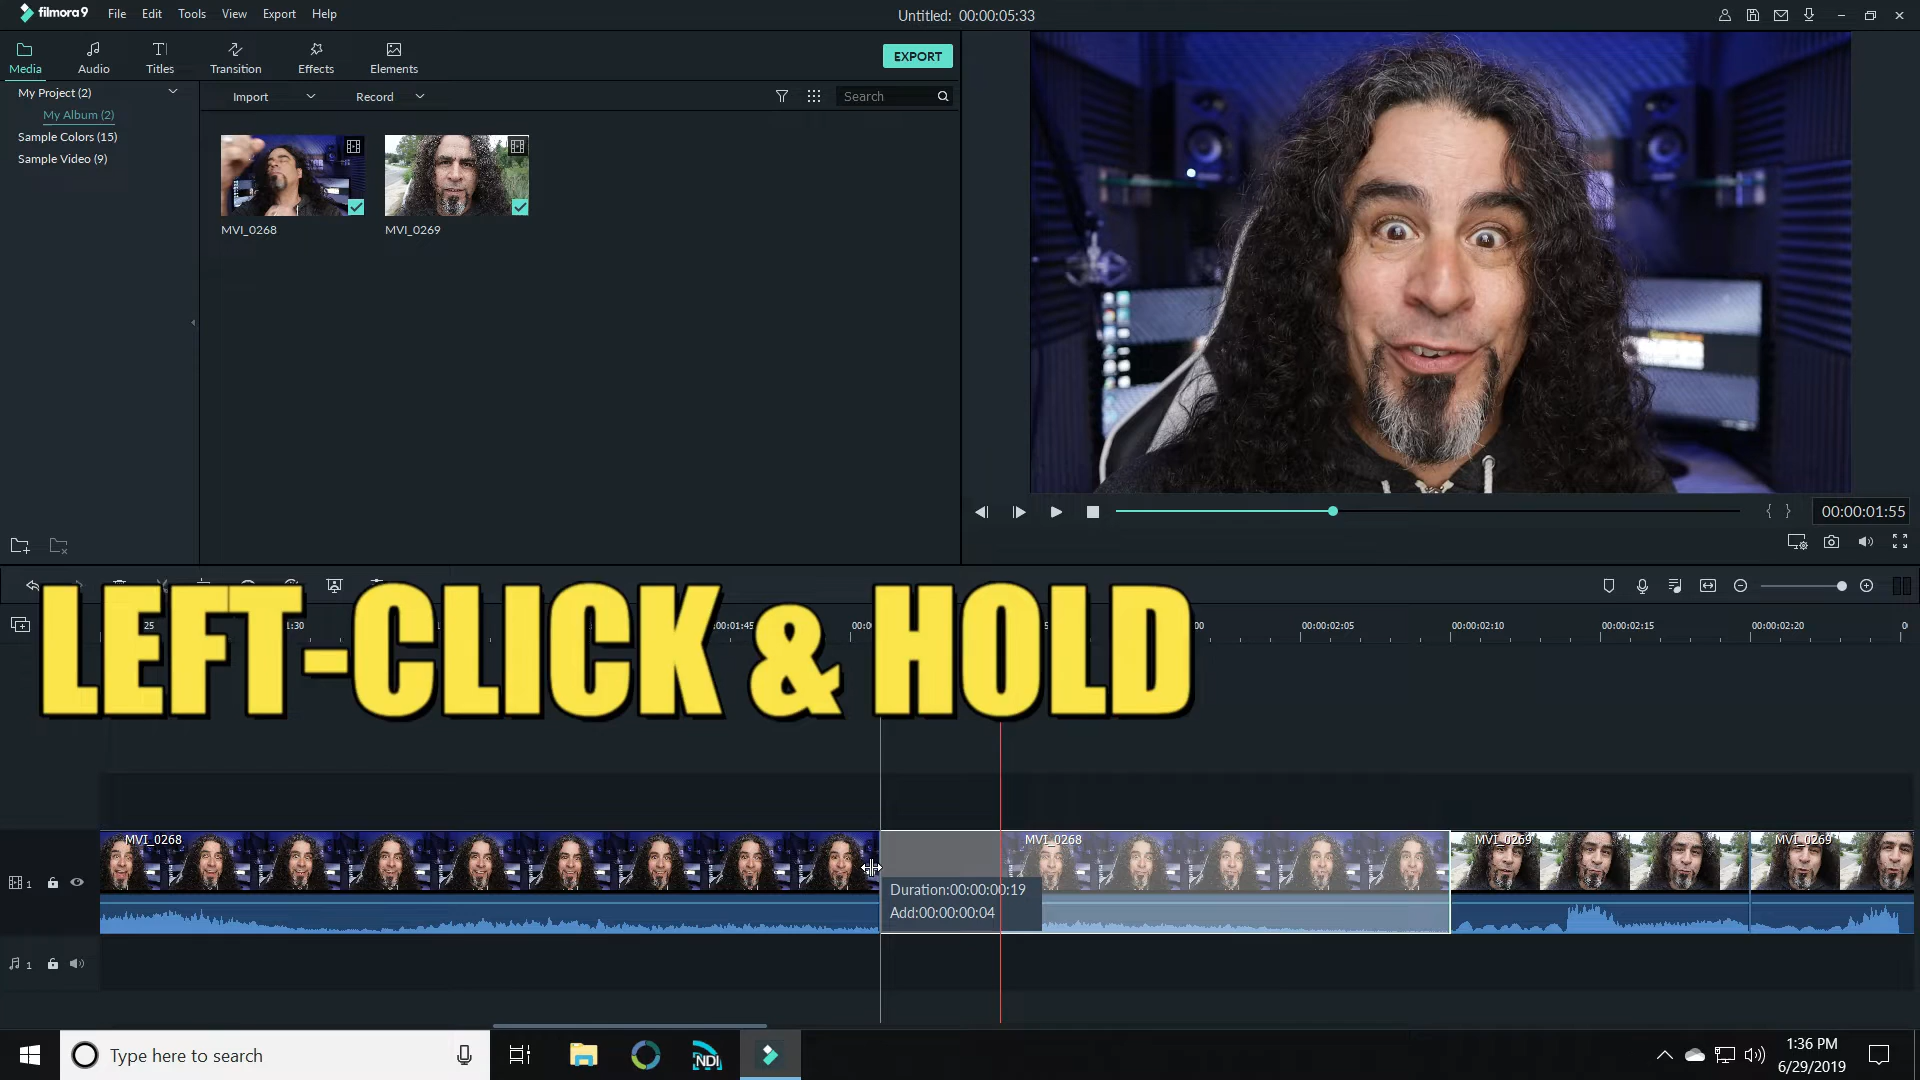 filmora9
File Edit Tools View Export Help
Untitled: 00:00:05:33
Media Audio Titles Transition Effects Elements
EXPORT
My Project (2)
My Album (2)
Sample Colors (15)
Sample Video (9)
Import Record Search
MVI_0268 MVI_0269
00:00:01:55
LEFT-CLICK & HOLD
00:00:02:05 00:00:02:10 00:00:02:15 00:00:02:20
MVI_0268 MVI_0268 MVI_0269 MVI_0269
Duration:00:00:00:19
Add:00:00:00:04
1
1
Type here to search
NDI
1:36 PM
6/29/2019